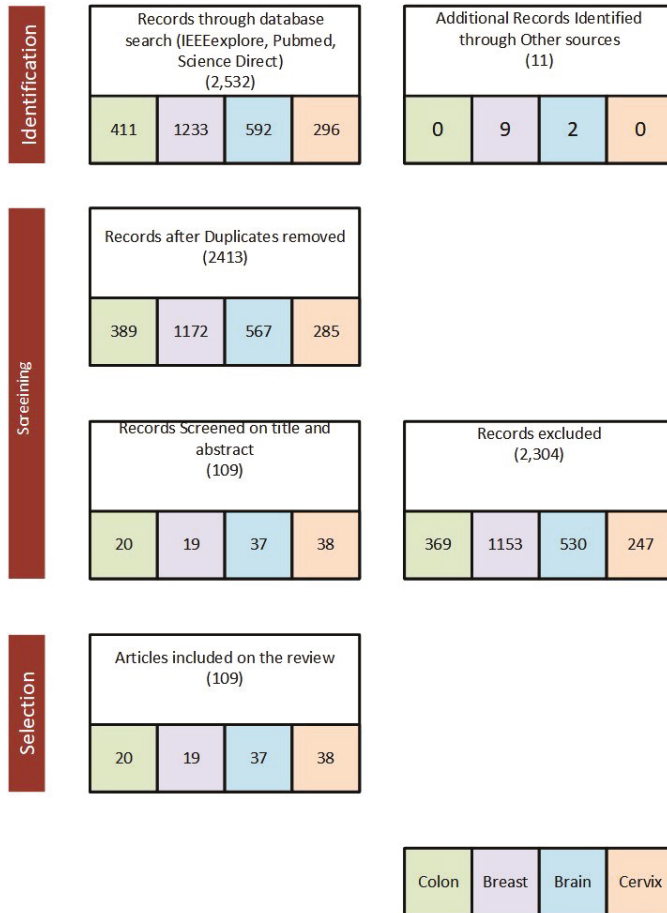 Identification
Records through database
search (IEEExplore, Pubmed,
Science Direct)
(2,532)
411 1233 592 296
Additional Records Identified
through Other sources
(11)
0 9 2 0
Screeining
Records after Duplicates removed
(2413)
389 1172 567 285
Records Screened on title and
abstract
(109)
20 19 37 38
Records excluded
(2,304)
369 1153 530 247
Selection
Articles included on the review
(109)
20 19 37 38
Colon Breast Brain Cervix